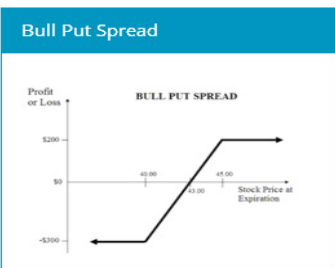 Bull Put Spread
Profit
or Loss
BULL PUT SPREAD
$200
40.00
45.00
$0
43.00
Stock Price at
Expiration
-$300